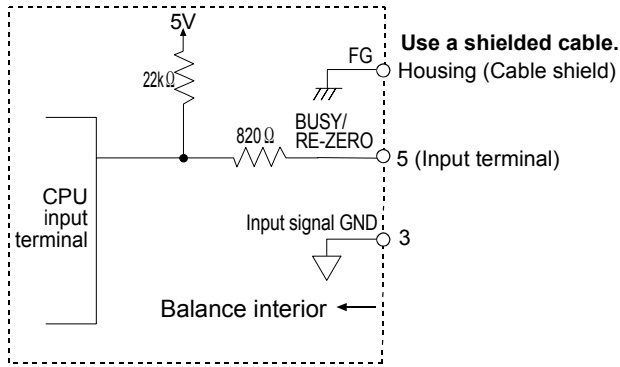 5V
22kΩ
FG
Use a shielded cable.
Housing (Cable shield)
820 Ω
BUSY/
RE-ZERO
5 (Input terminal)
CPU
input
terminal
Input signal GND
3
Balance interior